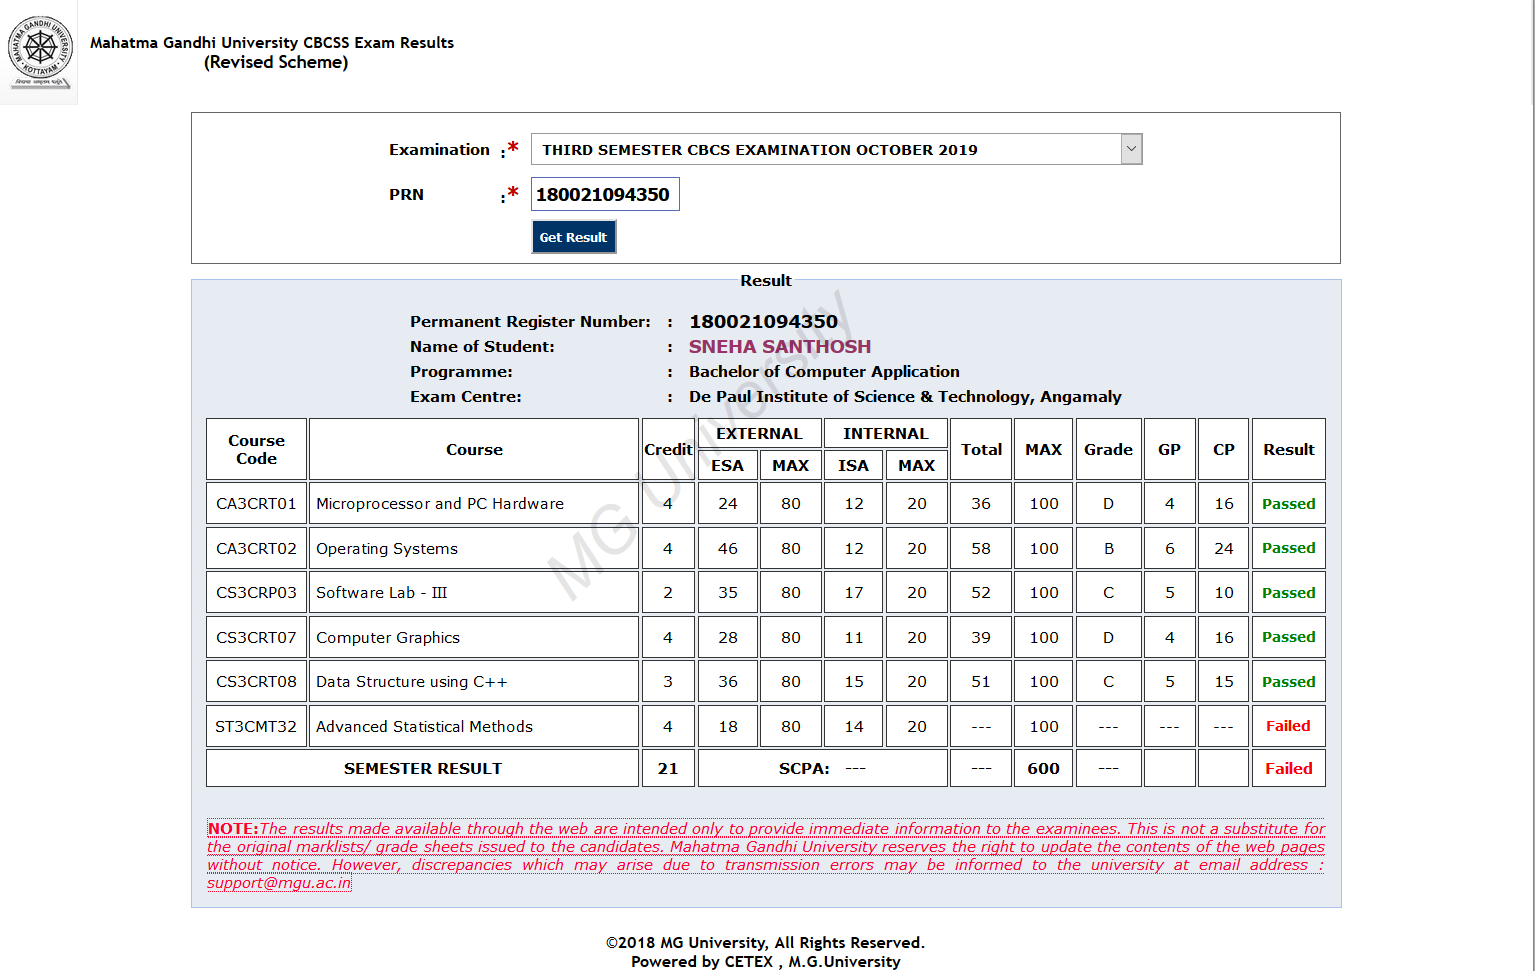 MAHATMA GANDHI UNIVERSITY
KOTTAYAM
Mahatma Gandhi University CBCSS Exam Results
(Revised Scheme)
Examination :* THIRD SEMESTER CBCS EXAMINATION OCTOBER 2019
PRN :* 180021094350
Get Result
Result
Permanent Register Number: : 180021094350
Name of Student: : SNEHA SANTHOSH
Programme: : Bachelor of Computer Application
Exam Centre: : De Paul Institute of Science & Technology, Angamaly
Course Code Course Credit EXTERNAL INTERNAL Total MAX Grade GP CP Result
ESA MAX ISA MAX
CA3CRT01 Microprocessor and PC Hardware 4 24 80 12 20 36 100 D 4 16 Passed
CA3CRT02 Operating Systems 4 46 80 12 20 58 100 B 6 24 Passed
CS3CRP03 Software Lab - III 2 35 80 17 20 52 100 C 5 10 Passed
CS3CRT07 Computer Graphics 4 28 80 11 20 39 100 D 4 16 Passed
CS3CRT08 Data Structure using C++ 3 36 80 15 20 51 100 C 5 15 Passed
ST3CMT32 Advanced Statistical Methods 4 18 80 14 20 --- 100 --- --- --- Failed
SEMESTER RESULT 21 SCPA: --- --- 600 --- Failed
MG University
NOTE:The results made available through the web are intended only to provide immediate information to the examinees. This is not a substitute for
the original marklists/ grade sheets issued to the candidates. Mahatma Gandhi University reserves the right to update the contents of the web pages
without notice. However, discrepancies which may arise due to transmission errors may be informed to the university at email address :
support@mgu.ac.in
©2018 MG University, All Rights Reserved.
Powered by CETEX , M.G.University